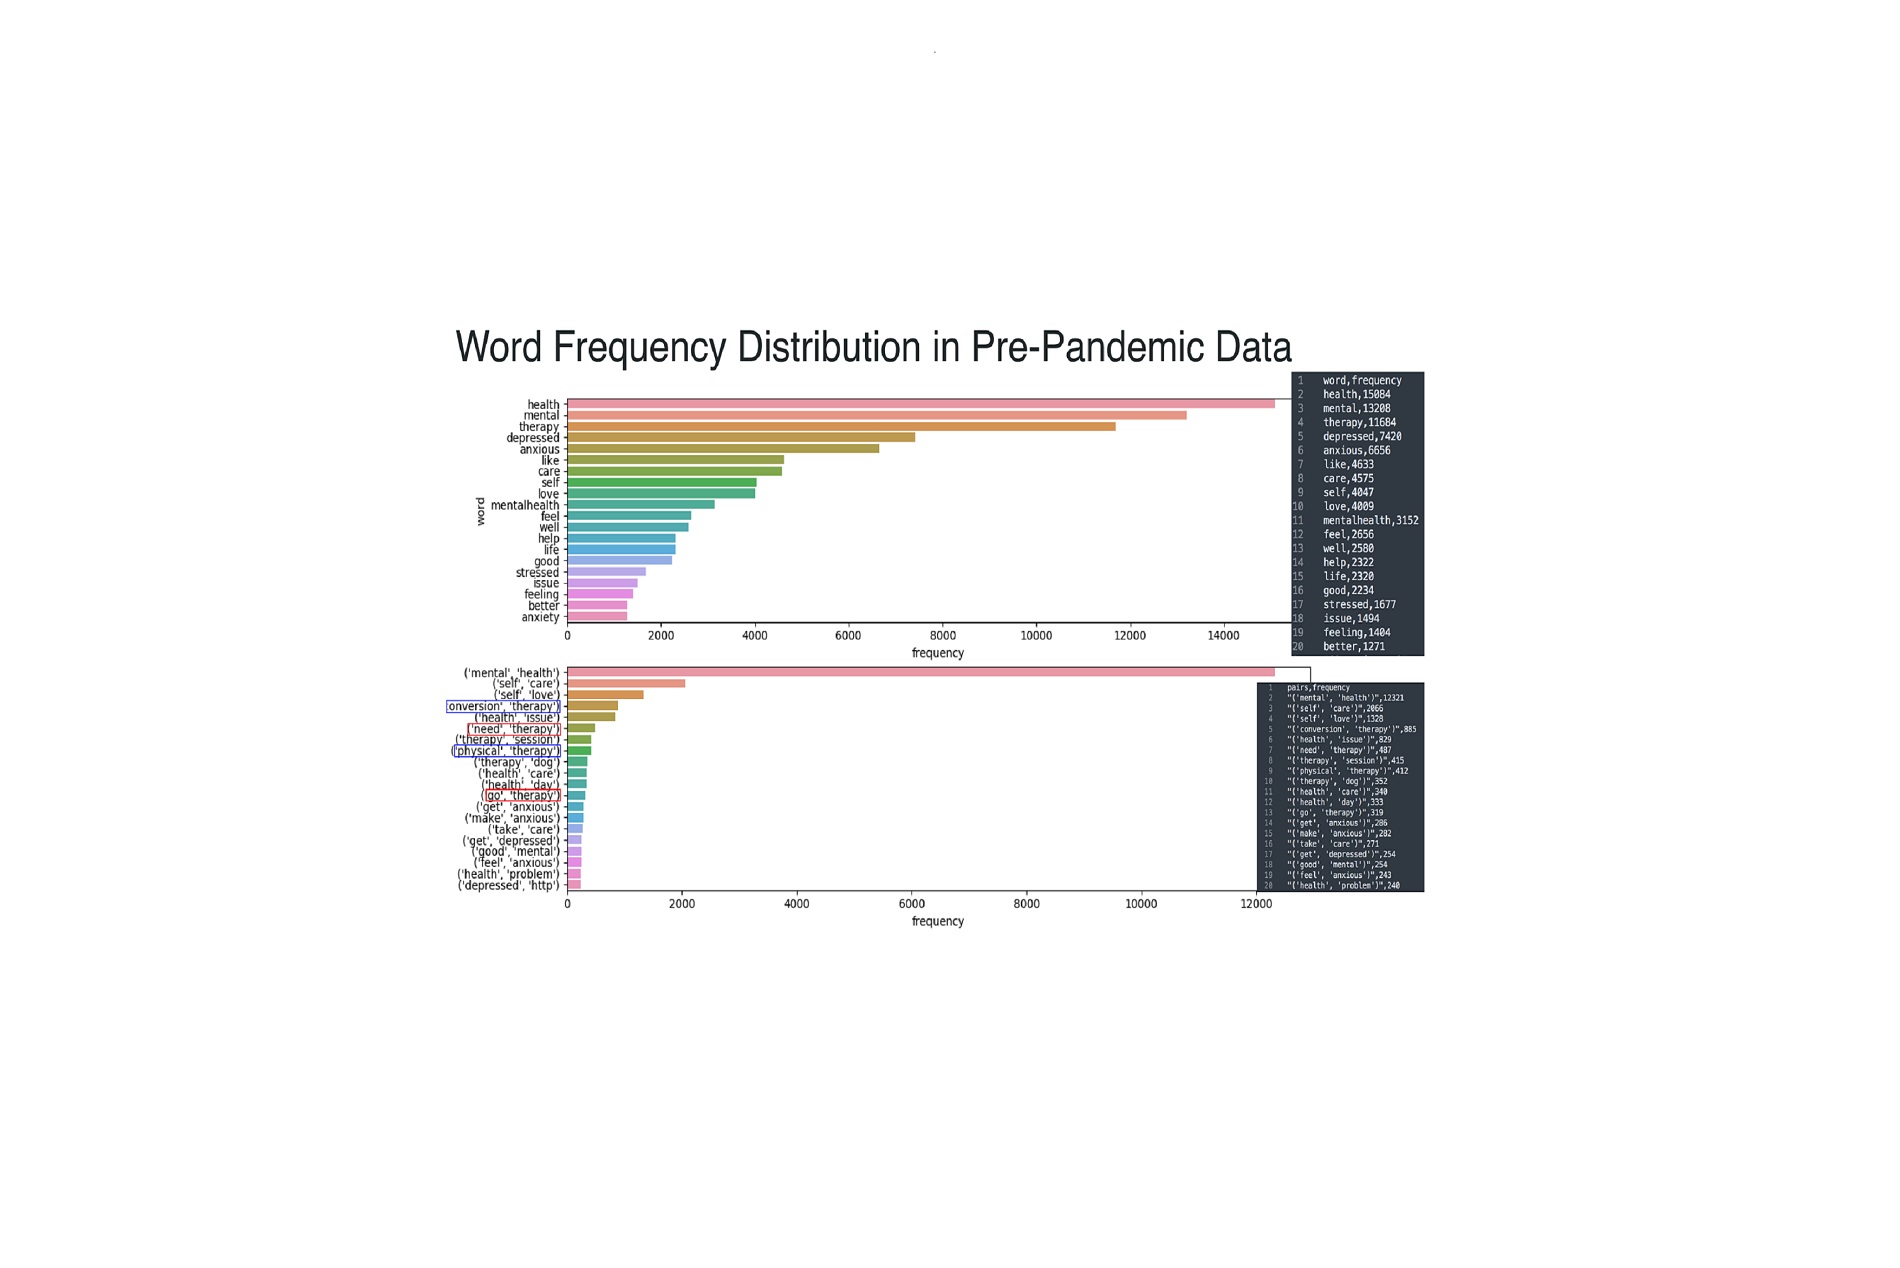 Word Frequency Distribution in Pre-Pandemic Data
word
health
mental
therapy
depressed
anxious
like
care
self
love
mentalhealth
feel
well
help
life
good
stressed
issue
feeling
better
anxiety
0 2000 4000 6000 8000 10000 12000 14000
frequency
1 word,frequency
2 health,15084
3 mental,13208
4 therapy,11684
5 depressed,7420
6 anxious,6656
7 like,4633
8 care,4575
9 self,4047
10 love,4009
11 mentalhealth,3152
12 feel,2656
13 well,2580
14 help,2322
15 life,2320
16 good,2234
17 stressed,1677
18 issue,1494
19 feeling,1404
20 better,1271
('mental', 'health')
('self', 'care')
('self', 'love')
onversion', 'therapy')
('health', 'issue')
('need', 'therapy')
('therapy', 'session')
('physical', 'therapy')
('therapy', 'dog')
('health', 'care')
('health', 'day')
('go', 'therapy')
('get', 'anxious')
('make', 'anxious')
('take', 'care')
('get', 'depressed')
('good', 'mental')
('feel', 'anxious')
('health', 'problem')
('depressed', 'http')
0 2000 4000 6000 8000 10000 12000
frequency
1 pairs,frequency
2 "('mental', 'health')",12321
3 "('self', 'care')",2066
4 "('self', 'love')",1328
5 "('conversion', 'therapy')",885
6 "('health', 'issue')",829
7 "('need', 'therapy')",487
8 "('therapy', 'session')",415
9 "('physical', 'therapy')",412
10 "('therapy', 'dog')",352
11 "('health', 'care')",340
12 "('health', 'day')",333
13 "('go', 'therapy')",319
14 "('get', 'anxious')",286
15 "('make', 'anxious')",282
16 "('take', 'care')",271
17 "('get', 'depressed')",254
18 "('good', 'mental')",254
19 "('feel', 'anxious')",243
20 "('health', 'problem')",240